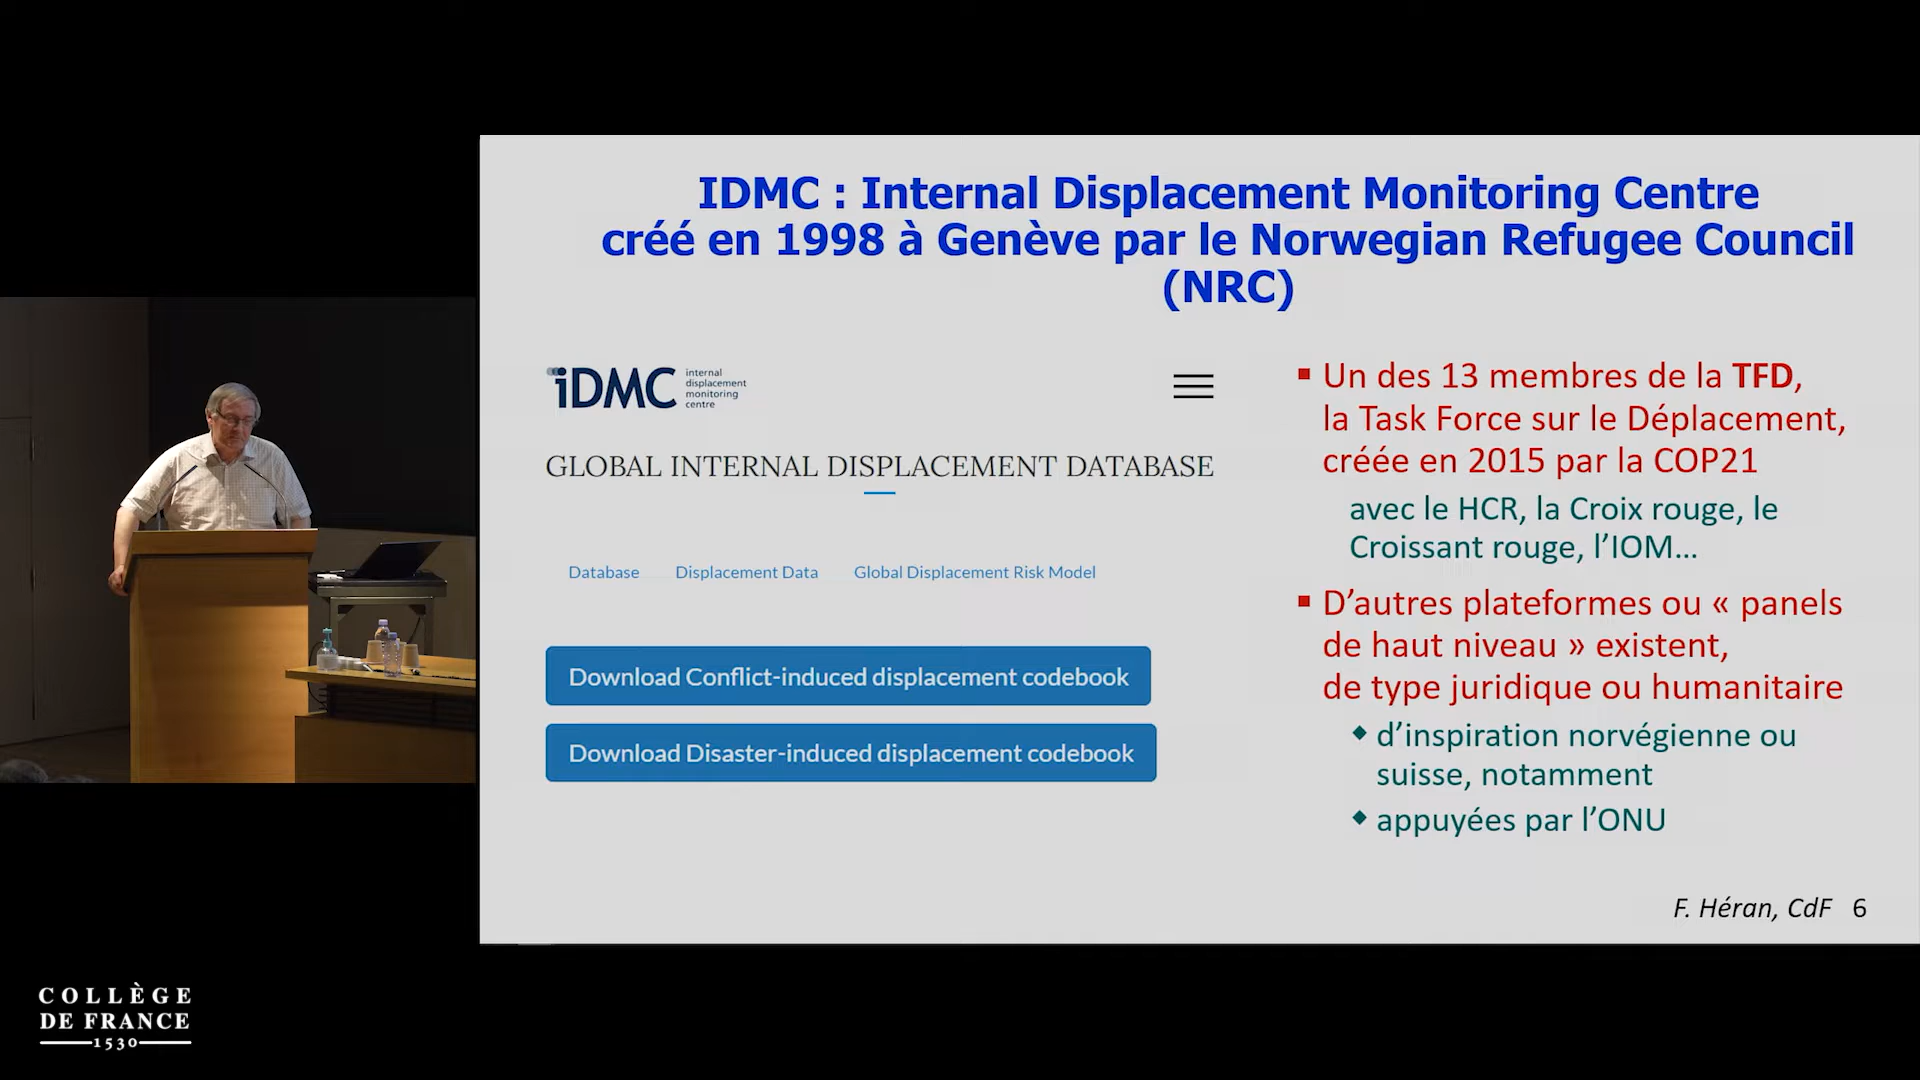 IDMC : Internal Displacement Monitoring Centre
créé en 1998 à Genève par le Norwegian Refugee Council
(NRC)
iDMC internal
displacement
monitoring
centre
GLOBAL INTERNAL DISPLACEMENT DATABASE
Database Displacement Data Global Displacement Risk Model
Download Conflict-induced displacement codebook
Download Disaster-induced displacement codebook
▪ Un des 13 membres de la TFD,
la Task Force sur le Déplacement,
créée en 2015 par la COP21
avec le HCR, la Croix rouge, le
Croissant rouge, l’IOM…
▪ D’autres plateformes ou « panels
de haut niveau » existent,
de type juridique ou humanitaire
◆ d’inspiration norvégienne ou
suisse, notamment
◆ appuyées par l’ONU
F. Héran, CdF 6
COLLÈGE
DE FRANCE
1530